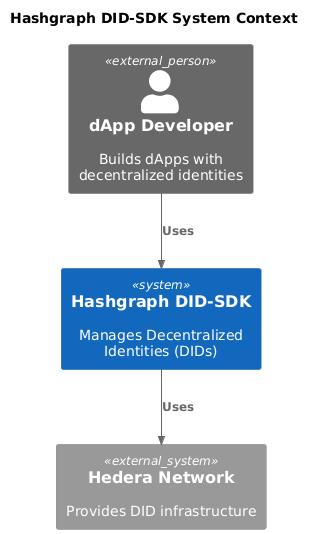 Hashgraph DID-SDK System Context
«external_person»
dApp Developer
Builds dApps with
decentralized identities
Uses
«system»
Hashgraph DID-SDK
Manages Decentralized
Identities (DIDs)
Uses
«external_system»
Hedera Network
Provides DID infrastructure